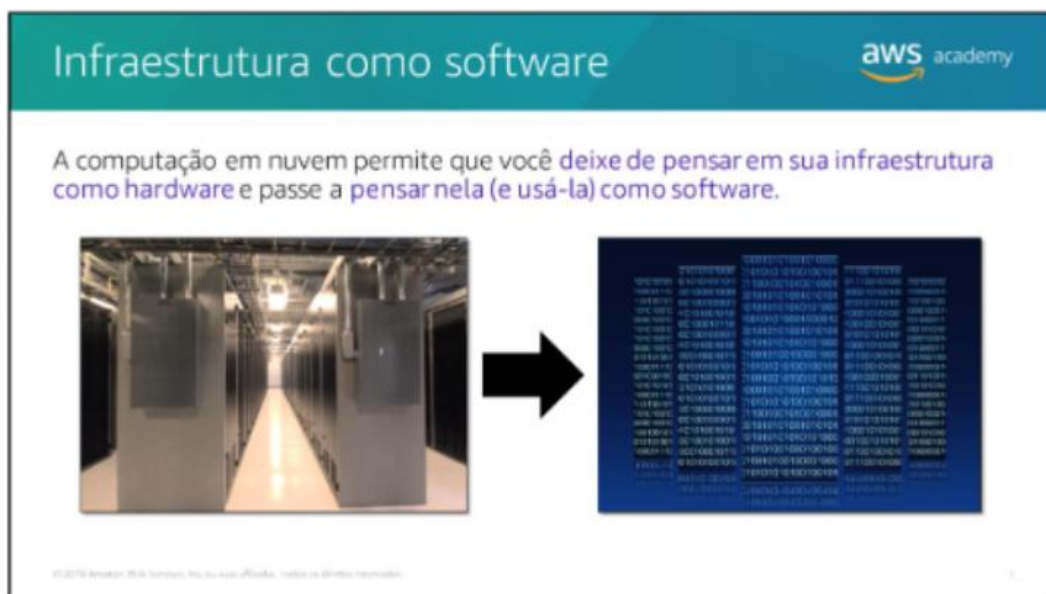 Infraestrutura como software
aws academy
A computação em nuvem permite que você deixe de pensar em sua infraestrutura
como hardware e passe a pensar nela (e usá-la) como software.